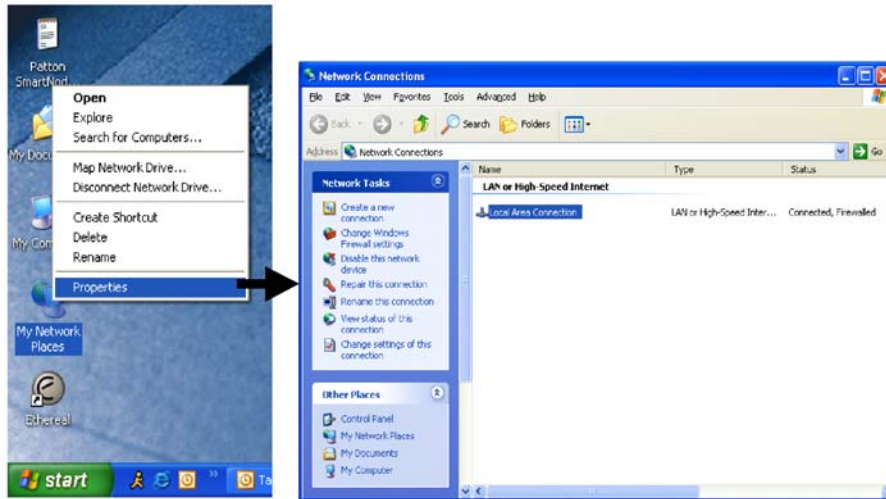 Patton
SmartNod...
My Docu
My Com
My Network
Places
Ethereal
Open
Explore
Search for Computers...
Map Network Drive...
Disconnect Network Drive...
Create Shortcut
Delete
Rename
Properties
start
Ta
Network Connections
File Edit View Favorites Tools Advanced Help
Back Search Folders
Address Network Connections Go
Network Tasks
Create a new
connection
Change Windows
Firewall settings
Disable this network
device
Repair this connection
Rename this connection
View status of this
connection
Change settings of this
connection
Other Places
Control Panel
My Network Places
My Documents
My Computer
Name Type Status
LAN or High-Speed Internet
Local Area Connection LAN or High-Speed Inter... Connected, Firewalled